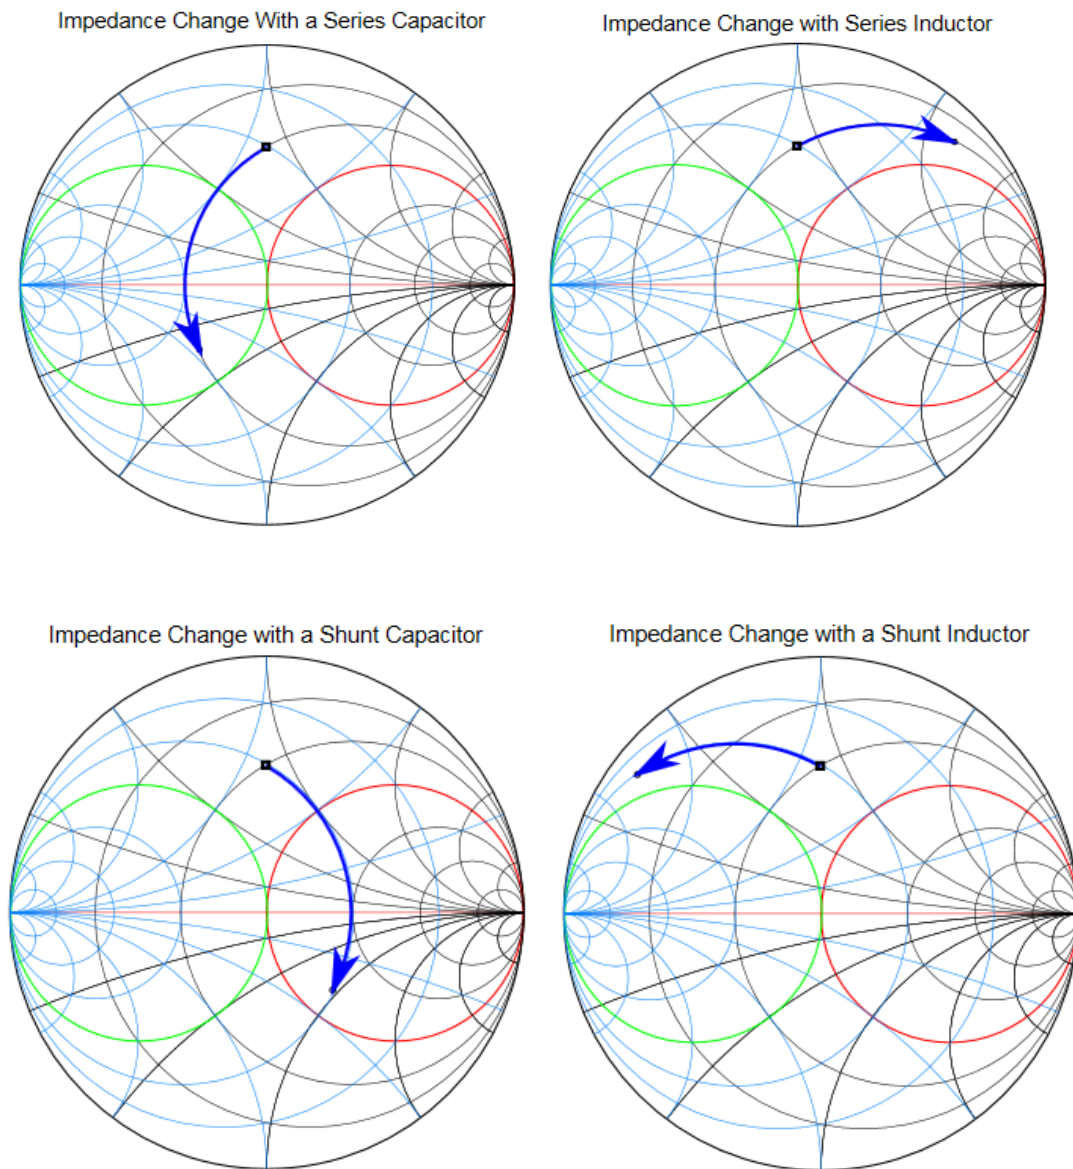 Impedance Change With a Series Capacitor
Impedance Change with Series Inductor
Impedance Change with a Shunt Capacitor
Impedance Change with a Shunt Inductor